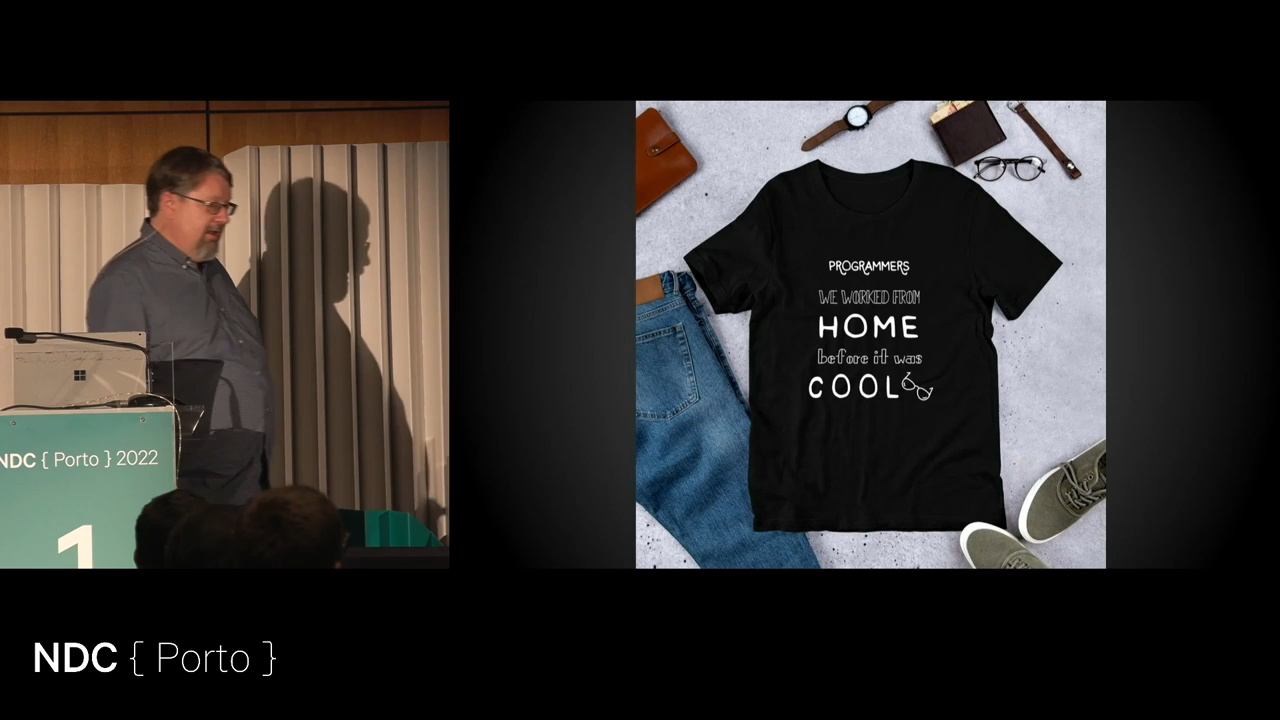 NDC { Porto } 2022
1
PROGRAMMERS
WE WORKED FROM
HOME
before it was
COOL
NDC { Porto }